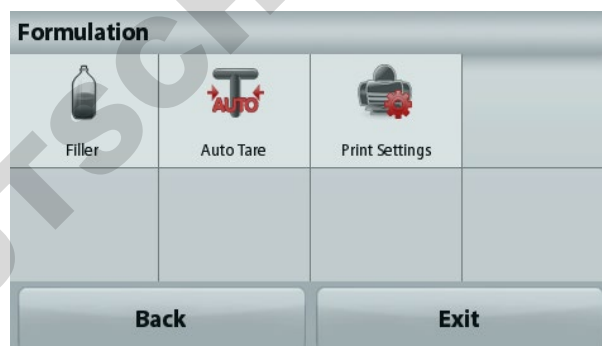 Formulation
AUTO
Filler
Auto Tare
Print Settings
Back
Exit